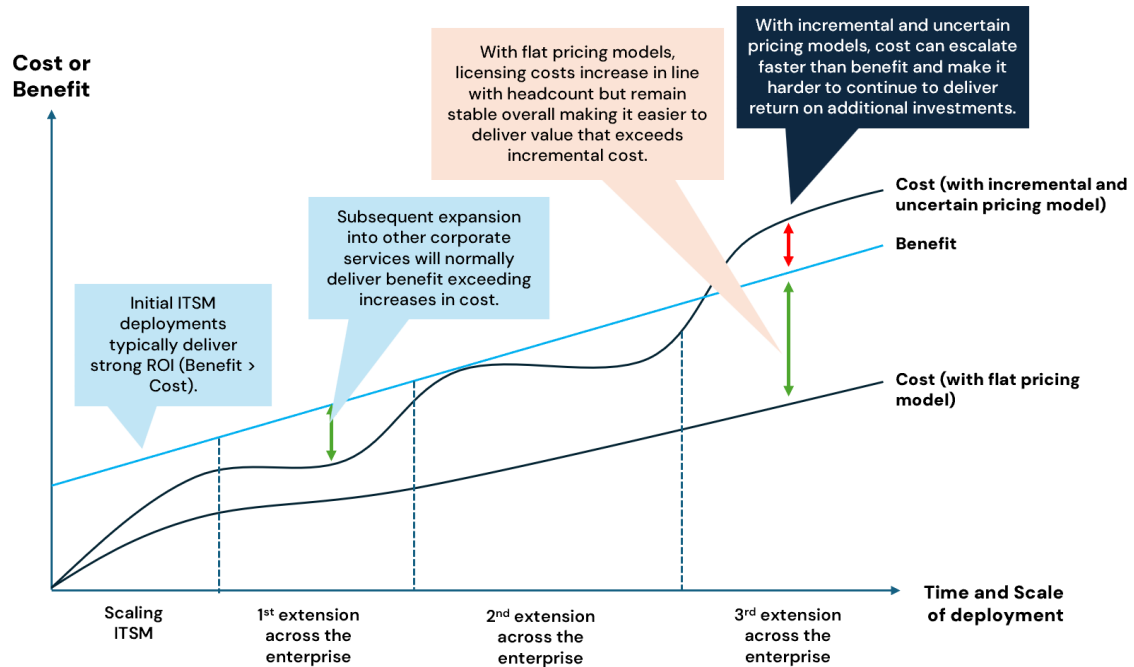 Cost or
Benefit
With flat pricing models,
licensing costs increase in line
with headcount but remain
stable overall making it easier to
deliver value that exceeds
incremental cost.
With incremental and uncertain
pricing models, cost can escalate
faster than benefit and make it
harder to continue to deliver
return on additional investments.
Subsequent expansion
into other corporate
services will normally
deliver benefit exceeding
increases in cost.
Initial ITSM
deployments
typically deliver
strong ROI (Benefit >
Cost).
Cost (with incremental and
uncertain pricing model)
Benefit
Cost (with flat pricing
model)
Scaling
ITSM
1st extension
across the
enterprise
2nd extension
across the
enterprise
3rd extension
across the
enterprise
Time and Scale
of deployment